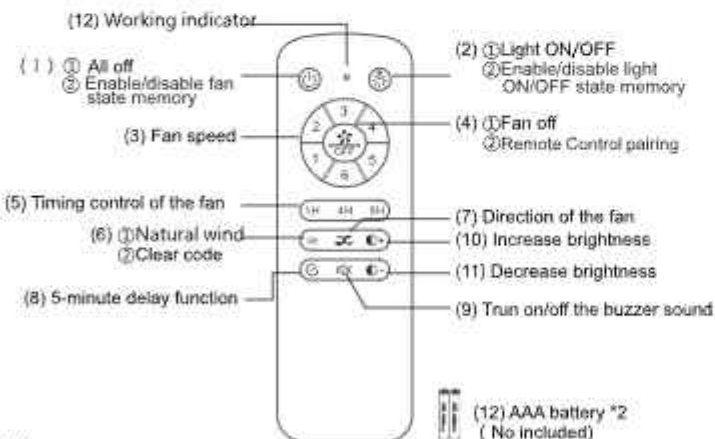 (12) Working indicator
(1) ① All off
② Enable/disable fan
state memory
(2) ①Light ON/OFF
②Enable/disable light
ON/OFF state memory
(3) Fan speed
(4) ①Fan off
②Remote Control pairing
1
2
3
4
5
6
OFF
(5) Timing control of the fan
1H 4H 8H
(6) ①Natural wind
②Clear code
(7) Direction of the fan
(10) Increase brightness
(11) Decrease brightness
(8) 5-minute delay function
(9) Trun on/off the buzzer sound
(12) AAA battery *2
( No included)